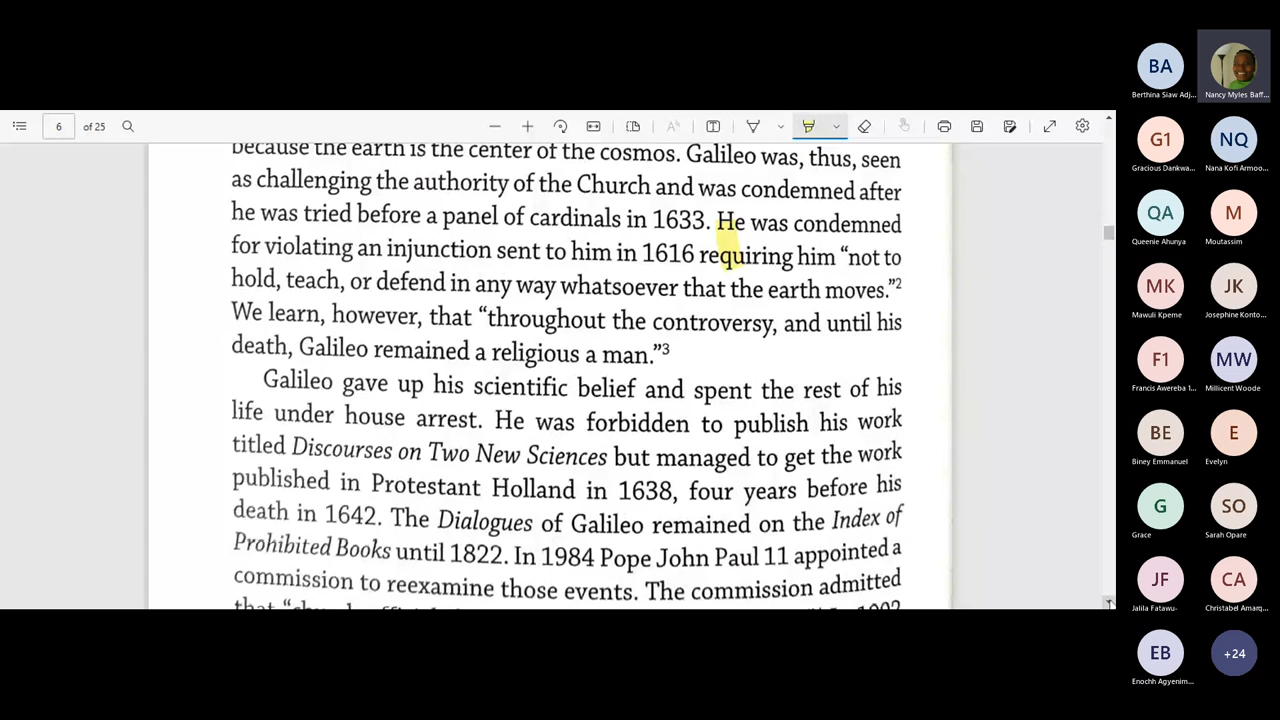 6
of 25
because the earth is the center of the cosmos. Galileo was, thus, seen
as challenging the authority of the Church and was condemned after
he was tried before a panel of cardinals in 1633. He was condemned
for violating an injunction sent to him in 1616 requiring him “not to
hold, teach, or defend in any way whatsoever that the earth moves.”2
We learn, however, that “throughout the controversy, and until his
death, Galileo remained a religious a man.”3
Galileo gave up his scientific belief and spent the rest of his
life under house arrest. He was forbidden to publish his work
titled Discourses on Two New Sciences but managed to get the work
published in Protestant Holland in 1638, four years before his
death in 1642. The Dialogues of Galileo remained on the Index of
Prohibited Books until 1822. In 1984 Pope John Paul 11 appointed a
commission to reexamine those events. The commission admitted
that
BA
Berthina Siaw Adj...
Nancy Myles Baff...
G1
Gracious Dankwa...
NQ
Nana Kofi Armoo...
QA
Queenie Ahunya
M
Moutassim
MK
Mawuli Kpeme
JK
Josephine Konto...
F1
Francis Awereba 1...
MW
Millicent Woode
BE
Biney Emmanuel
E
Evelyn
G
Grace
SO
Sarah Opare
JF
Jalila Fatawu-
CA
Christabel Amarq...
EB
Enochh Agyenim...
+24